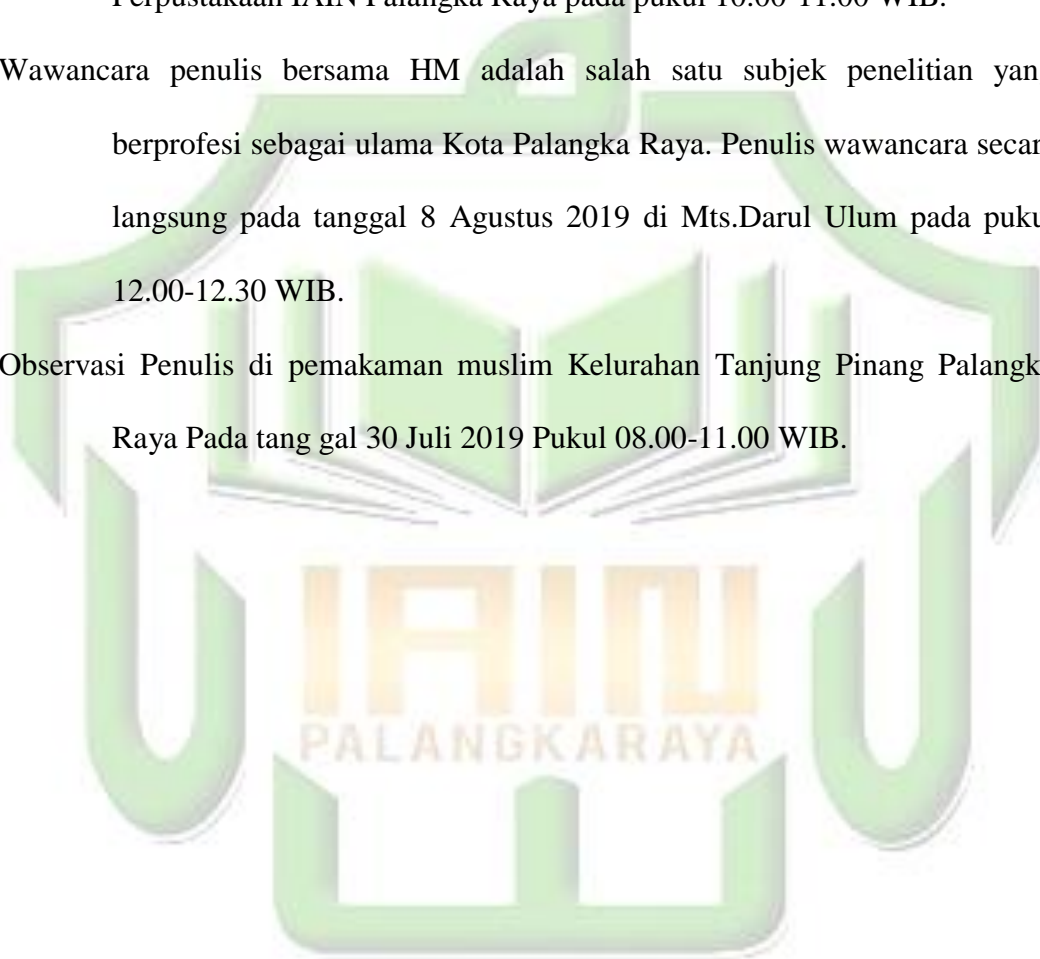 Perpustakaan IAIN Palangka Raya pada pukul 10.00-11.00 WIB.
Wawancara penulis bersama HM adalah salah satu subjek penelitian yan
berprofesi sebagai ulama Kota Palangka Raya. Penulis wawancara secar
langsung pada tanggal 8 Agustus 2019 di Mts.Darul Ulum pada puku
12.00-12.30 WIB.
Observasi Penulis di pemakaman muslim Kelurahan Tanjung Pinang Palangk
Raya Pada tang gal 30 Juli 2019 Pukul 08.00-11.00 WIB.
IAIN
PALANGKARAYA